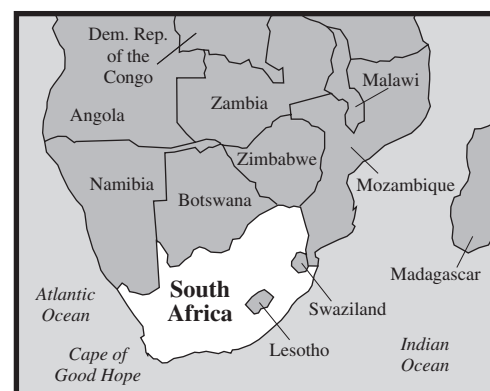 Dem. Rep.
of the
Congo
Malawi
Angola
Zambia
Zimbabwe
Namibia
Mozambique
Botswana
Madagascar
Atlantic
Ocean
South
Africa
Swaziland
Lesotho
Cape of
Good Hope
Indian
Ocean